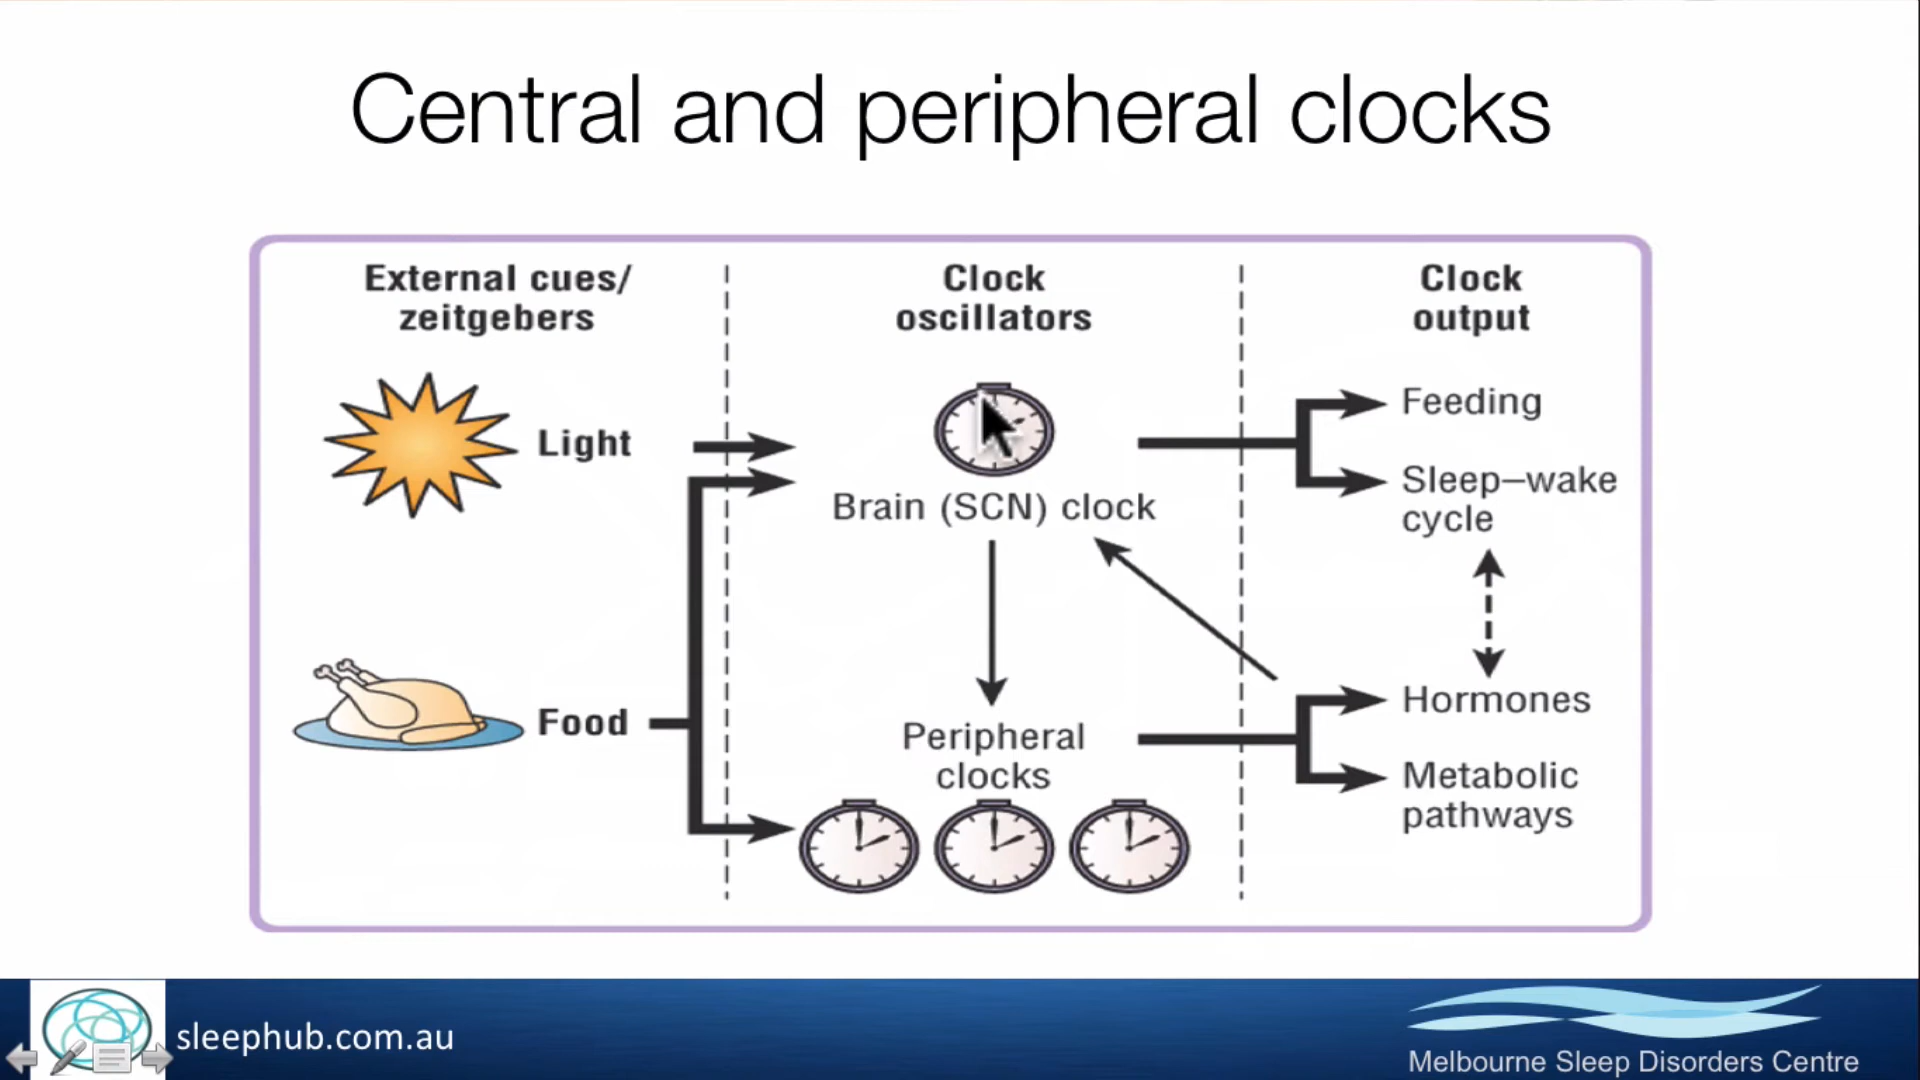 Central and peripheral clocks
External cues/
zeitgebers
Clock
oscillators
Clock
output
Light
Feeding
Sleep–wake
cycle
Brain (SCN) clock
Food
Peripheral
clocks
Hormones
Metabolic
pathways
sleephub.com.au
Melbourne Sleep Disorders Centre